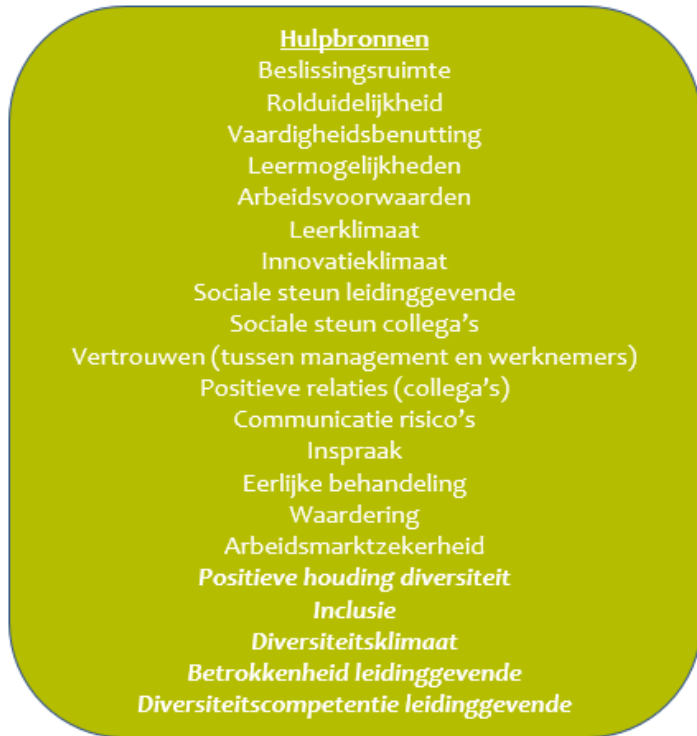 Hulpbronnen
Beslissingsruimte
Rolduidelijkheid
Vaardigheidsbenutting
Leermogelijkheden
Arbeidsvoorwaarden
Leerklimaat
Innovatieklimaat
Sociale steun leidinggevende
Sociale steun collega’s
Vertrouwen (tussen management en werknemers)
Positieve relaties (collega’s)
Communicatie risico’s
Inspraak
Eerlijke behandeling
Waardering
Arbeidsmarktzekerheid
Positieve houding diversiteit
Inclusie
Diversiteitsklimaat
Betrokkenheid leidinggevende
Diversiteitscompetentie leidinggevende